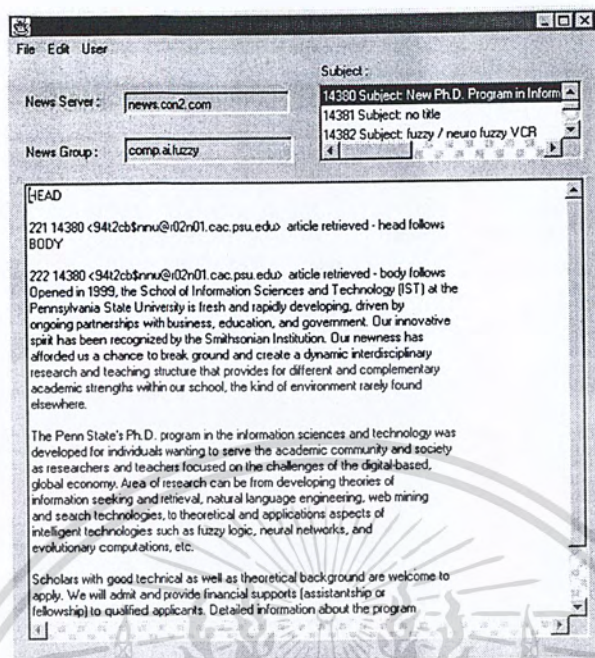 File Edit User
Subject :
News Server : news.con2.com
14380 Subject: New Ph.D. Program in Inform
14381 Subject: no title
14382 Subject: fuzzy / neuro fuzzy VCR
News Group : comp.ai.fuzzy
HEAD
221 14380 <94t2cb$nnu@r02n01.cac.psu.edu> article retrieved - head follows
BODY
222 14380 <94t2cb$nnu@r02n01.cac.psu.edu> article retrieved - body follows
Opened in 1999, the School of Information Sciences and Technology (IST) at the
Pennsylvania State University is fresh and rapidly developing, driven by
ongoing partnerships with business, education, and government. Our innovative
spirit has been recognized by the Smithsonian Institution. Our newness has
afforded us a chance to break ground and create a dynamic interdisciplinary
research and teaching structure that provides for different and complementary
academic strengths within our school, the kind of environment rarely found
elsewhere.
The Penn State's Ph.D. program in the information sciences and technology was
developed for individuals wanting to serve the academic community and society
as researchers and teachers focused on the challenges of the digital-based,
global economy. Area of research can be from developing theories of
information seeking and retrieval, natural language engineering, web mining
and search technologies, to theoretical and applications aspects of
intelligent technologies such as fuzzy logic, neural networks, and
evolutionary computations, etc.
Scholars with good technical as well as theoretical background are welcome to
apply. We will admit and provide financial supports (assistantship or
fellowship) to qualified applicants. Detailed information about the program